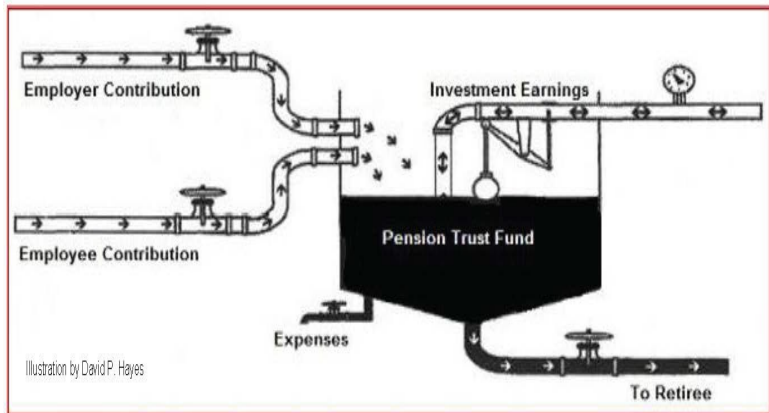 Employer Contribution
Investment Earnings
Employee Contribution
Pension Trust Fund
Expenses
Illustration by David P. Hayes
To Retiree